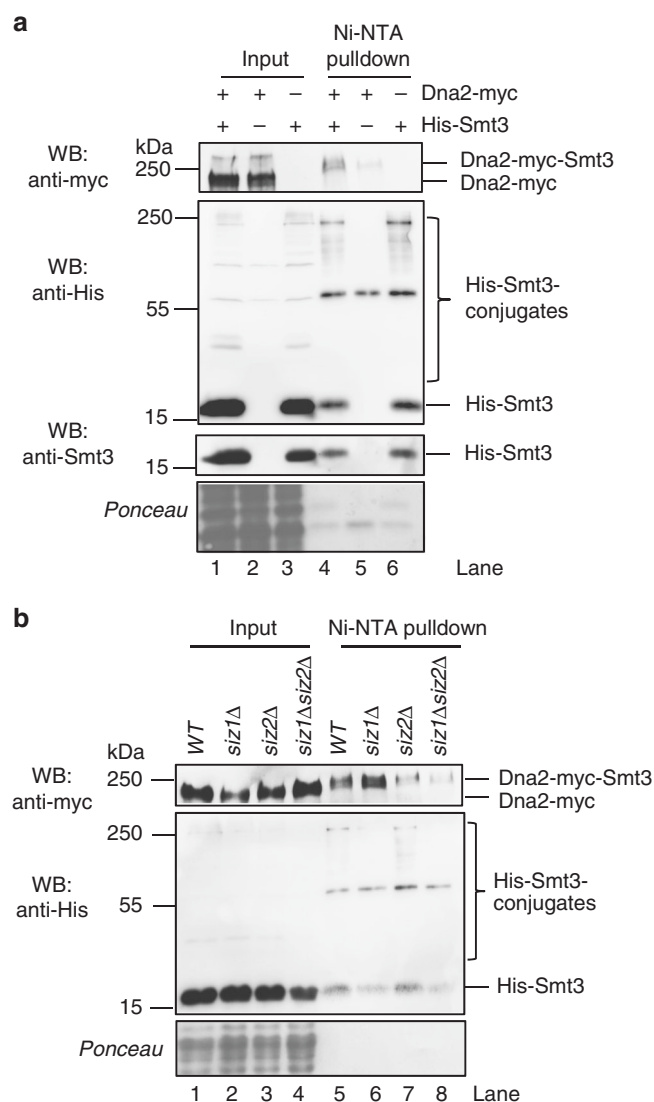 a
Ni-NTA
Input pulldown
+ + − + + − Dna2-myc
+ − + + − + His-Smt3
kDa
WB:
anti-myc
250
Dna2-myc-Smt3
Dna2-myc
250
WB:
anti-His
55
His-Smt3-
conjugates
His-Smt3
15
WB:
anti-Smt3
His-Smt3
15
Ponceau
1 2 3 4 5 6 Lane
b
Input Ni-NTA pulldown
WT siz1Δ siz2Δ siz1Δsiz2Δ WT siz1Δ siz2Δ siz1Δsiz2Δ
kDa
WB:
anti-myc
250
Dna2-myc-Smt3
Dna2-myc
250
WB:
anti-His
55
His-Smt3-
conjugates
His-Smt3
15
Ponceau
1 2 3 4 5 6 7 8 Lane